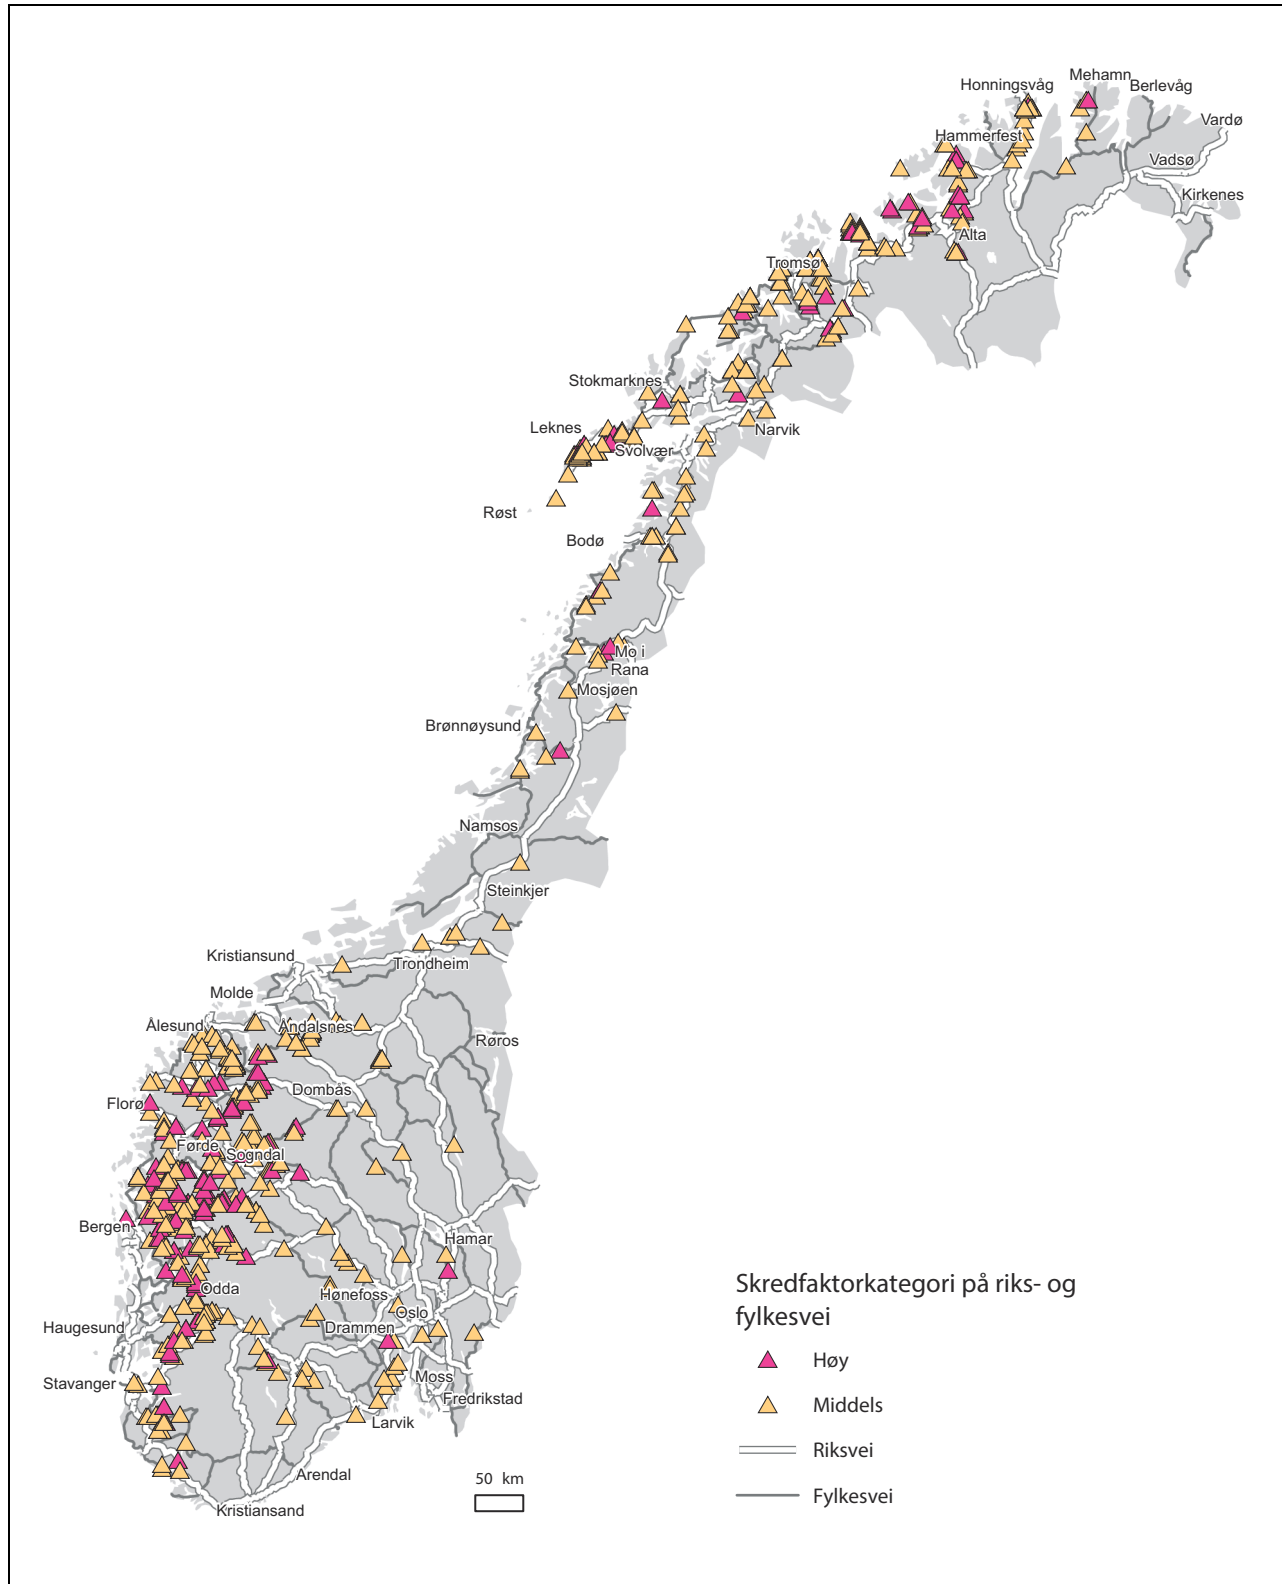 Honningsvåg
Mehamn
Berlevåg
Vardø
Hammerfest
Vadsø
Kirkenes
Alta
Tromsø
Stokmarknes
Leknes
Narvik
Svolvær
Røst
Bodø
Mo i
Rana
Mosjøen
Brønnøysund
Namsos
Steinkjer
Kristiansund
Trondheim
Molde
Ålesund
Åndalsnes
Røros
Dombås
Florø
Førde
Sogndal
Bergen
Hamar
Odda
Hønefoss
Oslo
Haugesund
Drammen
Stavanger
Moss
Fredrikstad
Larvik
Arendal
Kristiansand
50 km
Skredfaktorkategori på riks- og
fylkesvei
Høy
Middels
Riksvei
Fylkesvei